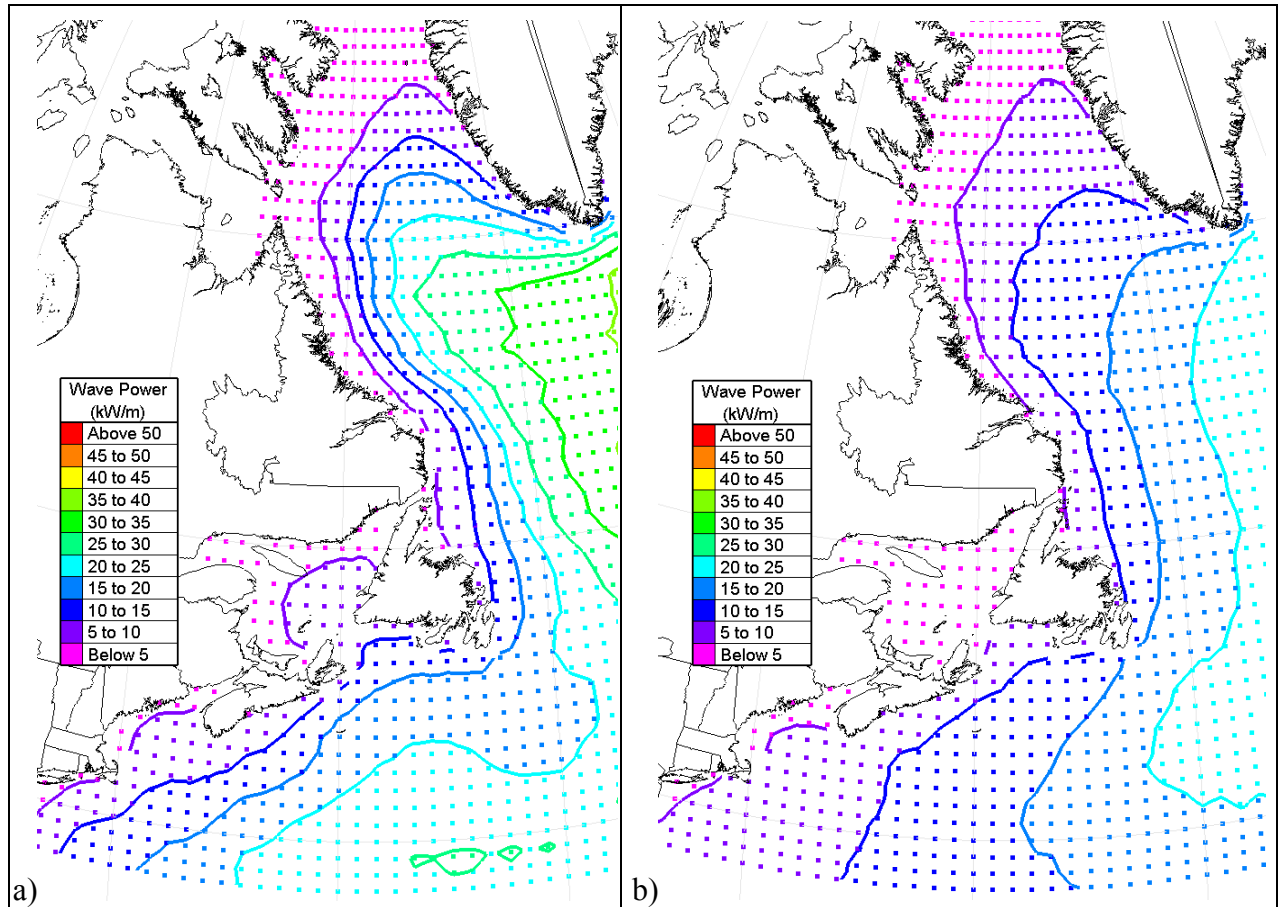 Wave Power
(kW/m)
Above 50
45 to 50
40 to 45
35 to 40
30 to 35
25 to 30
20 to 25
15 to 20
10 to 15
5 to 10
Below 5
a)
Wave Power
(kW/m)
Above 50
45 to 50
40 to 45
35 to 40
30 to 35
25 to 30
20 to 25
15 to 20
10 to 15
5 to 10
Below 5
b)